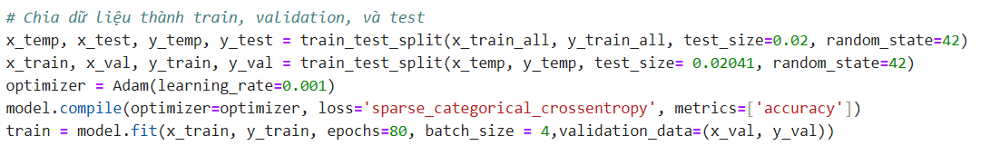 # Chia dữ liệu thành train, validation, và test
x_temp, x_test, y_temp, y_test = train_test_split(x_train_all, y_train_all, test_size=0.02, random_state=42)
x_train, x_val, y_train, y_val = train_test_split(x_temp, y_temp, test_size= 0.02041, random_state=42)
optimizer = Adam(learning_rate=0.001)
model.compile(optimizer=optimizer, loss='sparse_categorical_crossentropy', metrics=['accuracy'])
train = model.fit(x_train, y_train, epochs=80, batch_size = 4,validation_data=(x_val, y_val))